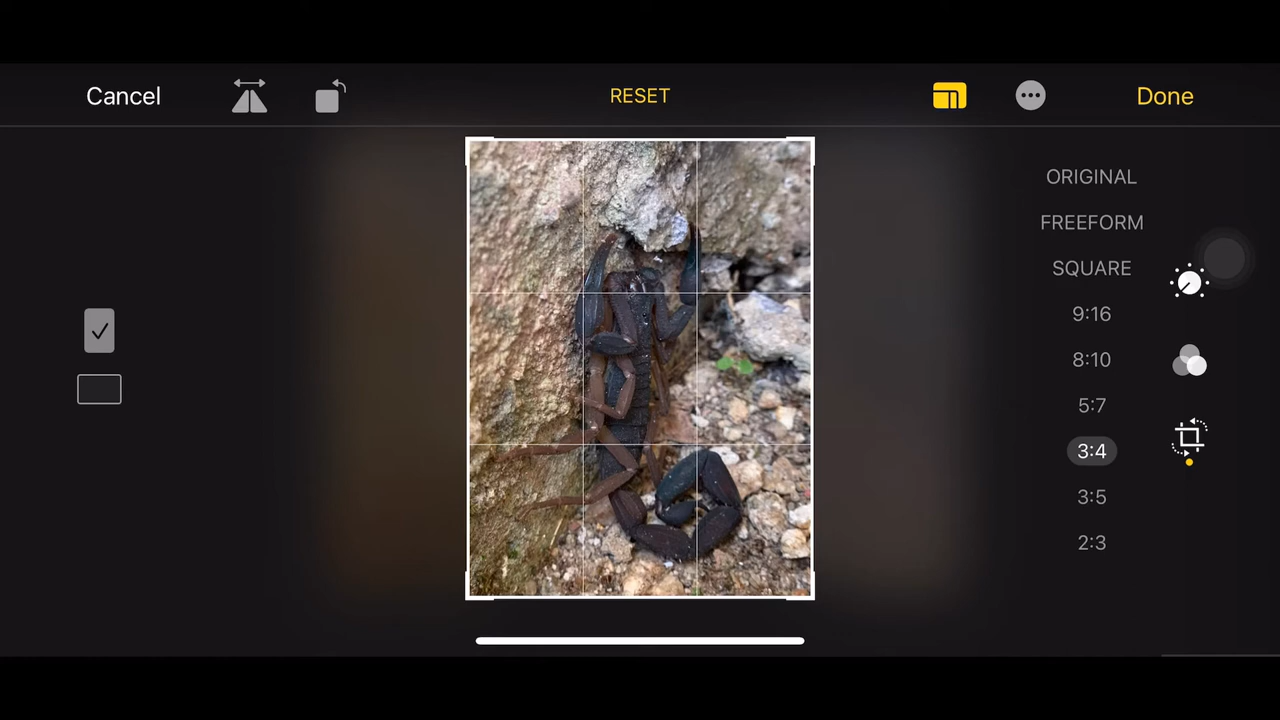 Cancel
RESET
Done
ORIGINAL
FREEFORM
SQUARE
9:16
8:10
5:7
3:4
3:5
2:3